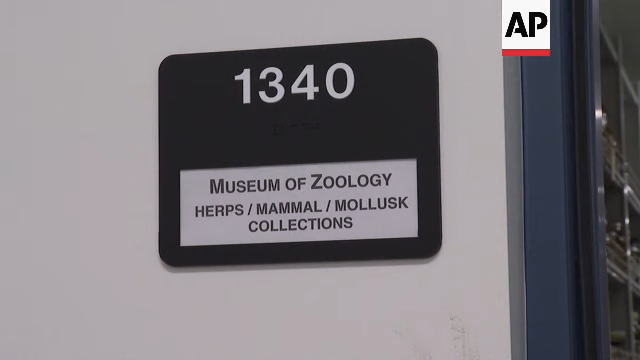 AP
1340
MUSEUM OF ZOOLOGY
HERPS / MAMMAL / MOLLUSK
COLLECTIONS